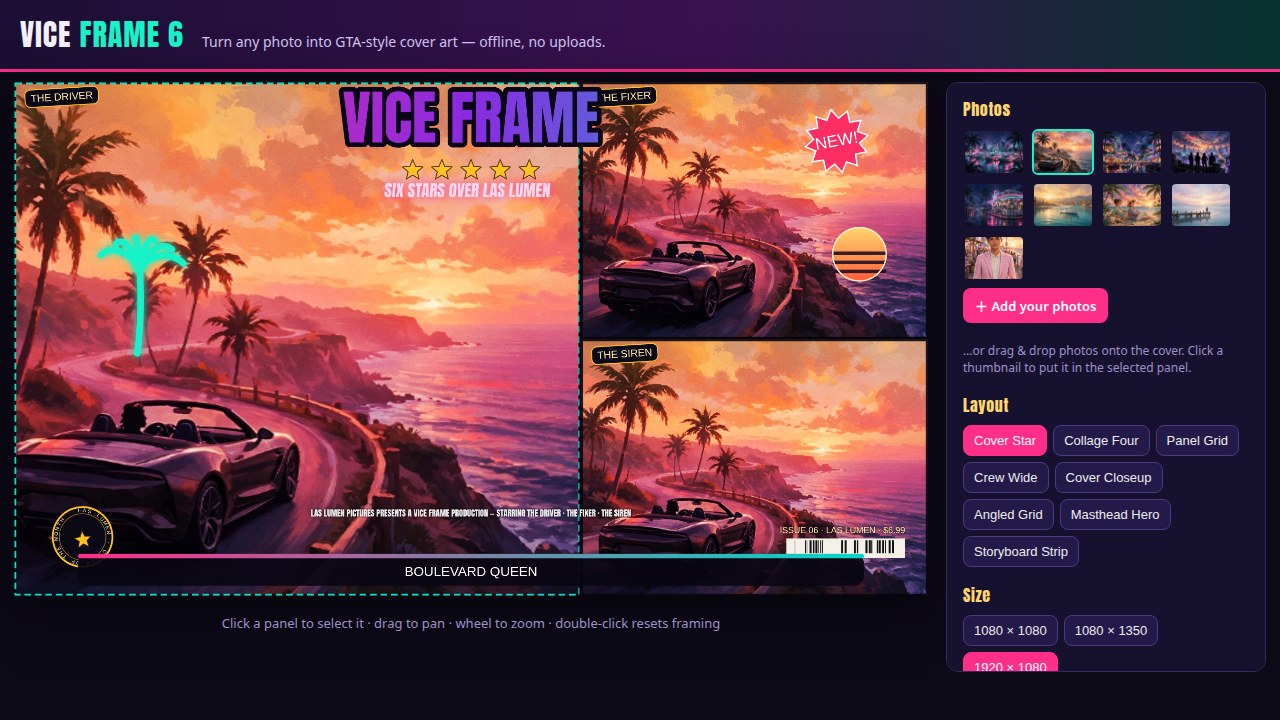 VICE FRAME 6
Turn any photo into GTA-style cover art — offline, no uploads.
THE DRIVER
VICE FRAME
HE FIXER
NEW!
SIX STARS OVER LAS LUMEN
THE SIREN
LAS LUMEN PICTURES PRESENTS A VICE FRAME PRODUCTION — STARRING THE DRIVER · THE FIXER · THE SIREN
ISSUE 06 · LAS LUMEN · $6.99
LAS LUMEN
BOULEVARD QUEEN
Click a panel to select it · drag to pan · wheel to zoom · double-click resets framing
Photos
+ Add your photos
...or drag & drop photos onto the cover. Click a
thumbnail to put it in the selected panel.
Layout
Cover Star
Collage Four
Panel Grid
Crew Wide
Cover Closeup
Angled Grid
Masthead Hero
Storyboard Strip
Size
1080 × 1080
1080 × 1350
1920 × 1080